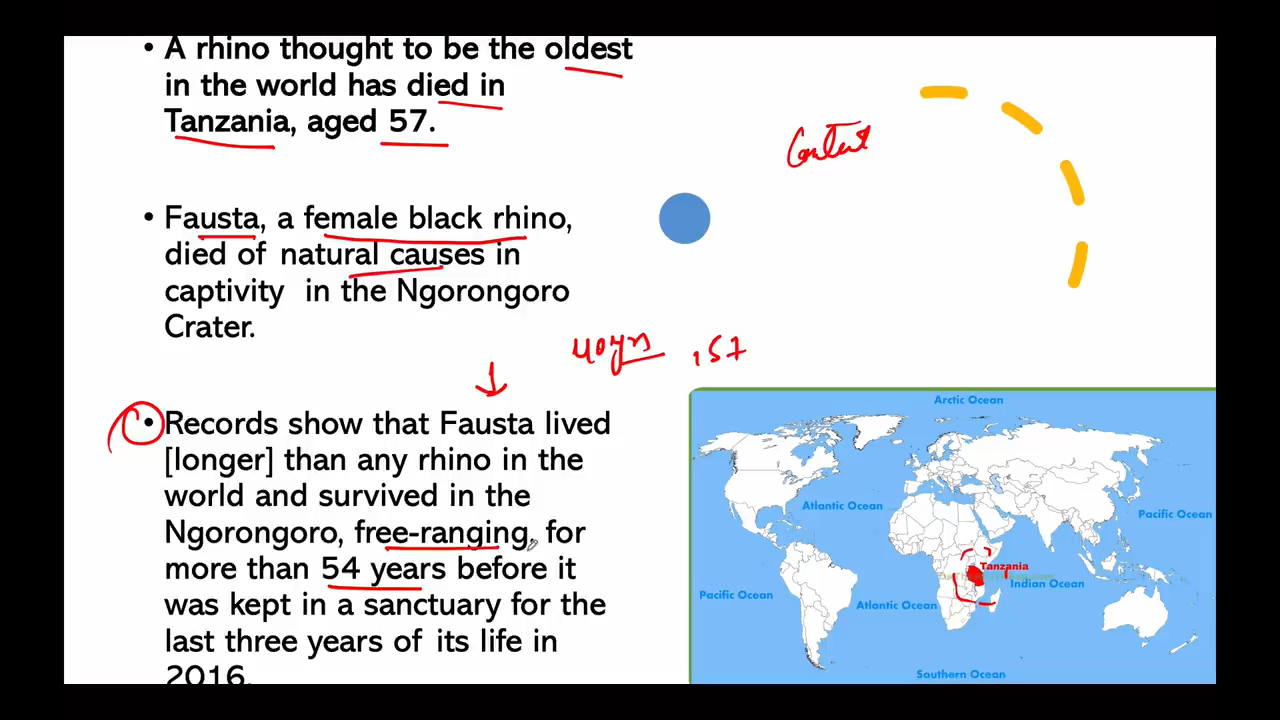 • A rhino thought to be the oldest
in the world has died in
Tanzania, aged 57.
• Fausta, a female black rhino,
died of natural causes in
captivity in the Ngorongoro
Crater.
• Records show that Fausta lived
[longer] than any rhino in the
world and survived in the
Ngorongoro, free-ranging, for
more than 54 years before it
was kept in a sanctuary for the
last three years of its life in
2016.
40yrs , 57
Arctic Ocean
Atlantic Ocean
Pacific Ocean
Tanzania
Indian Ocean
Pacific Ocean
Atlantic Ocean
Southern Ocean